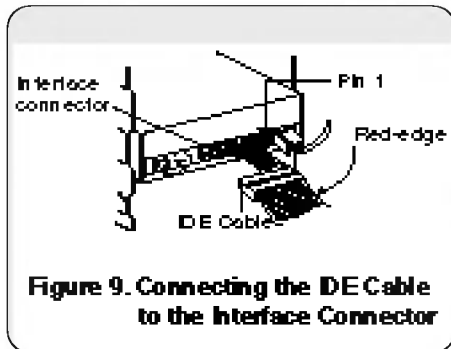 Interface
connector
Pin 1
Red-edge
IDE Cable
Figure 9. Connecting the IDE Cable
to the Interface Connector